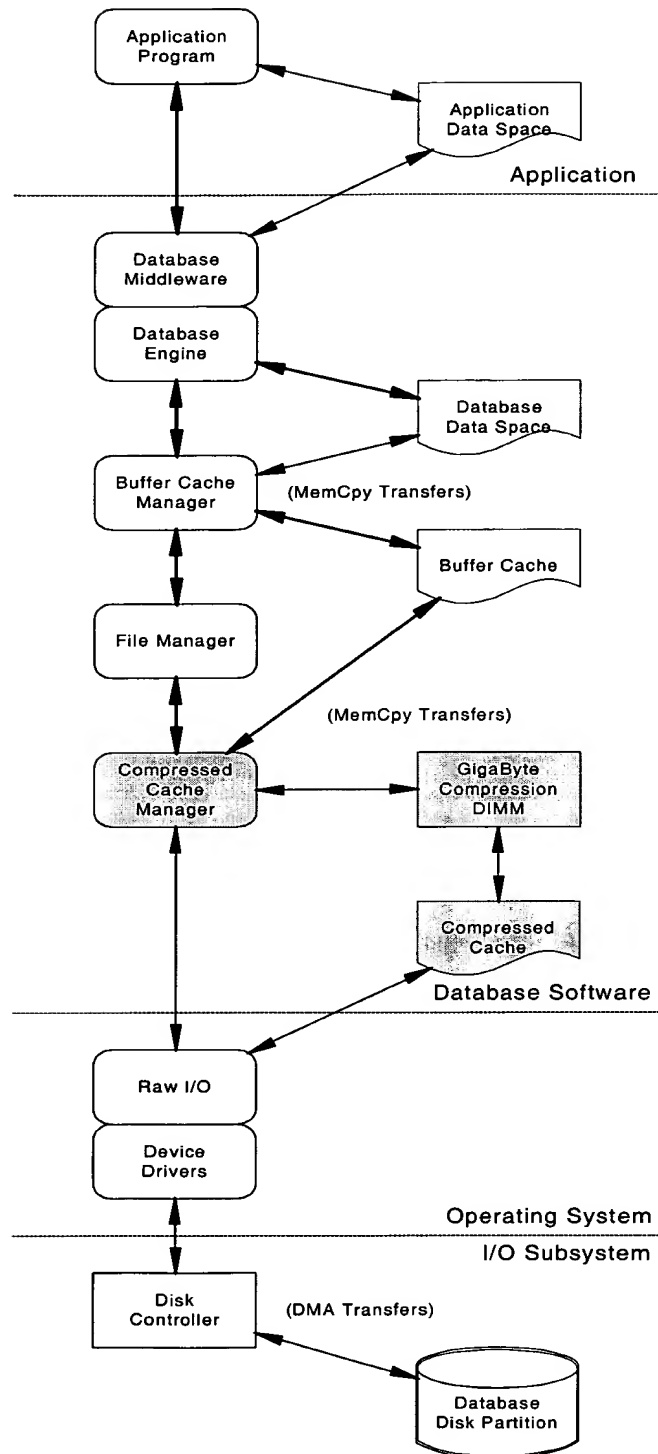 Application
Program
Application
Data Space
Application
Database
Middleware
Database
Engine
Database
Data Space
Buffer Cache
Manager
(MemCpy Transfers)
Buffer Cache
File Manager
(MemCpy Transfers)
Compressed
Cache
Manager
GigaByte
Compression
DIMM
Compressed
Cache
Database Software
Raw I/O
Device
Drivers
Operating System
I/O Subsystem
Disk
Controller
(DMA Transfers)
Database
Disk Partition